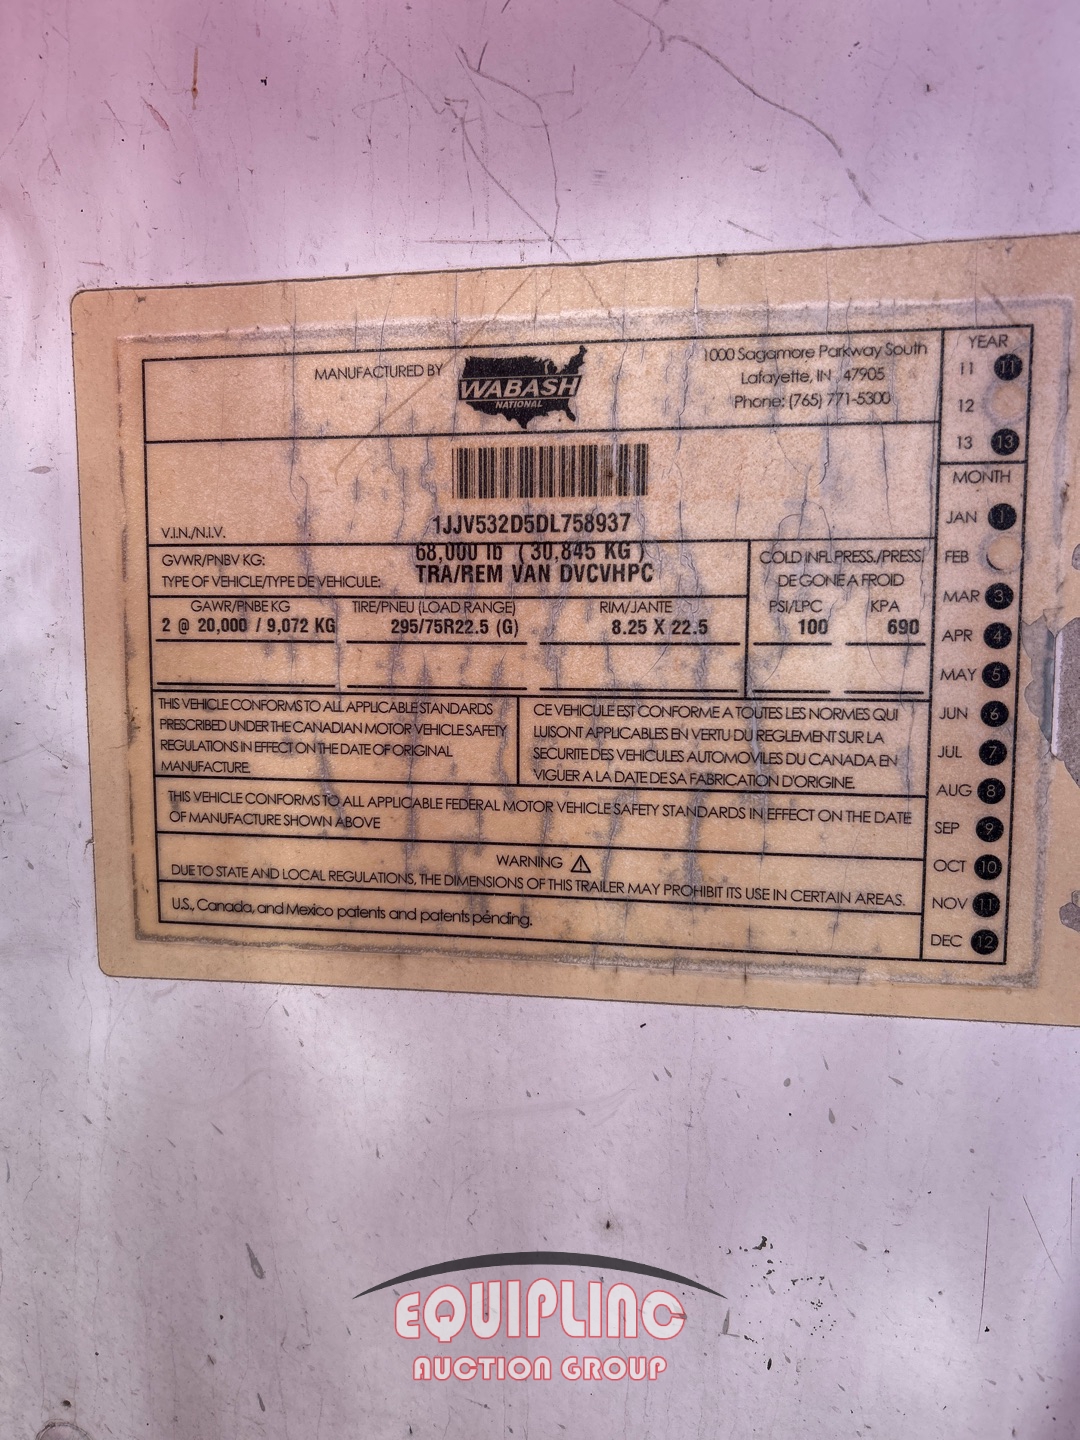 MANUFACTURED BY
WABASH
NATIONAL
1000 Sagamore Parkway South
Lafayette, IN , 47905
Phone: (765) 771-5300
V.I.N./N.I.V.
1JJV532D5DL758937
GVWR/PNBV KG:
68,000 lb ( 30,845 KG )
TYPE OF VEHICLE/TYPE DE VEHICULE:
TRA/REM VAN DVCVHPC
COLD INFL PRESS./PRESS.
DE GONE A FROID
GAWR/PNBE KG TIRE/PNEU (LOAD RANGE) RIM/JANTE PSI/LPC KPA
2 @ 20,000 / 9,072 KG 295/75R22.5 (G) 8.25 X 22.5 100 690
THIS VEHICLE CONFORMS TO ALL APPLICABLE STANDARDS
PRESCRIBED UNDER THE CANADIAN MOTOR VEHICLE SAFETY
REGULATIONS IN EFFECT ON THE DATE OF ORIGINAL
MANUFACTURE.
CE VEHICULE EST CONFORME A TOUTES LES NORMES QUI
LUI SONT APPLICABLES EN VERTU DU REGLEMENT SUR LA
SECURITE DES VEHICULES AUTOMOVILES DU CANADA EN
VIGUER A LA DATE DE SA FABRICATION D'ORIGINE.
THIS VEHICLE CONFORMS TO ALL APPLICABLE FEDERAL MOTOR VEHICLE SAFETY STANDARDS IN EFFECT ON THE DATE
OF MANUFACTURE SHOWN ABOVE
WARNING
DUE TO STATE AND LOCAL REGULATIONS, THE DIMENSIONS OF THIS TRAILER MAY PROHIBIT ITS USE IN CERTAIN AREAS.
U.S., Canada, and Mexico patents and patents pending.
YEAR
11 11
12
13 13
MONTH
JAN 1
FEB
MAR 3
APR 4
MAY 5
JUN 6
JUL 7
AUG 8
SEP 9
OCT 10
NOV 11
DEC 12
EQUIPLINC
AUCTION GROUP